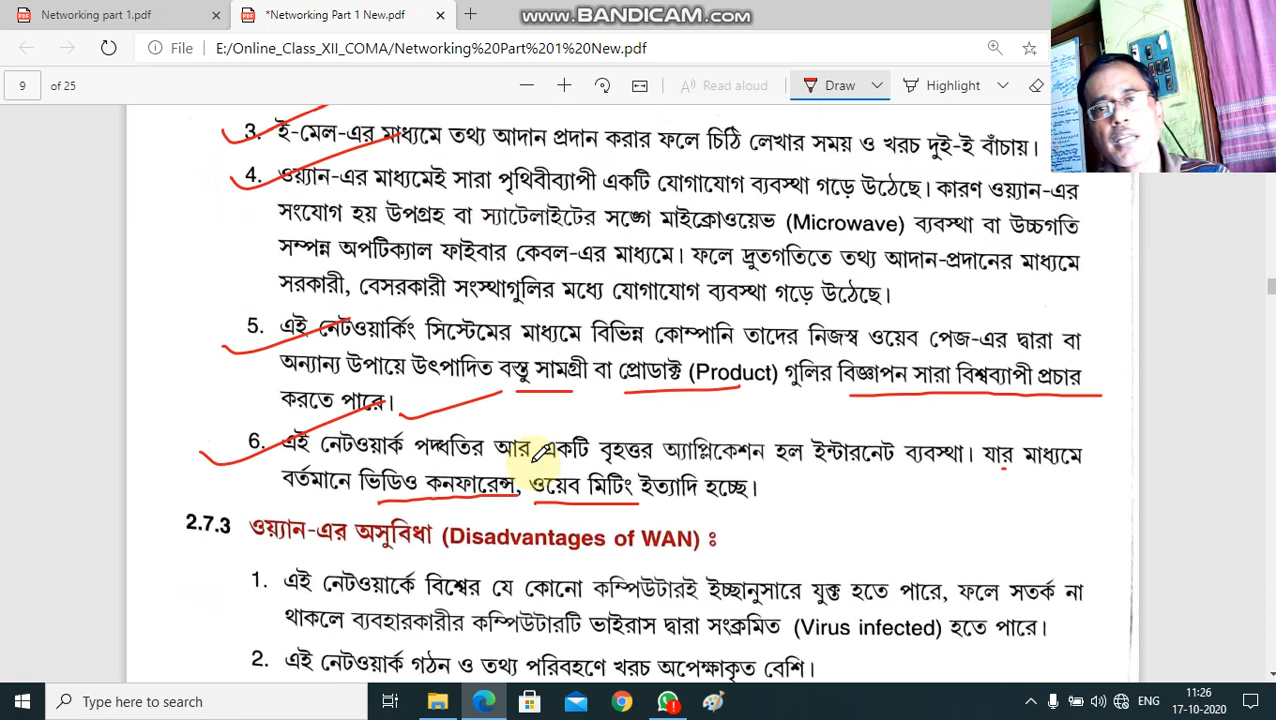 Networking part 1.pdf
*Networking Part 1 New.pdf
www.BANDICAM.com
File
E:/Online_Class_XII_COMA/Networking%20Part%201%20New.pdf
9 of 25
Read aloud
Draw
Highlight
3. ই-মেল-এর মাধ্যমে তথ্য আদান প্রদান করার ফলে চিঠি লেখার সময় ও খরচ দুই-ই বাঁচায়।
4. ওয়্যান-এর মাধ্যমেই সারা পৃথিবীব্যাপী একটি যোগাযোগ ব্যবস্থা গড়ে উঠেছে। কারণ ওয়্যান-এর
সংযোগ হয় উপগ্রহ বা স্যাটেলাইটের সঙ্গে মাইক্রোওয়েভ (Microwave) ব্যবস্থা বা উচ্চগতি
সম্পন্ন অপটিক্যাল ফাইবার কেবল-এর মাধ্যমে। ফলে দ্রুতগতিতে তথ্য আদান-প্রদানের মাধ্যমে
সরকারী, বেসরকারী সংস্থাগুলির মধ্যে যোগাযোগ ব্যবস্থা গড়ে উঠেছে।
5. এই নেটওয়ার্কিং সিস্টেমের মাধ্যমে বিভিন্ন কোম্পানি তাদের নিজস্ব ওয়েব পেজ-এর দ্বারা বা
অন্যান্য উপায়ে উৎপাদিত বস্তু সামগ্রী বা প্রোডাক্ট (Product) গুলির বিজ্ঞাপন সারা বিশ্বব্যাপী প্রচার
করতে পারে।
6. এই নেটওয়ার্ক পদ্ধতির আর একটি বৃহত্তর অ্যাপ্লিকেশন হল ইন্টারনেট ব্যবস্থা। যার মাধ্যমে
বর্তমানে ভিডিও কনফারেন্স, ওয়েব মিটিং ইত্যাদি হচ্ছে।
2.7.3 ওয়্যান-এর অসুবিধা (Disadvantages of WAN) ঃ
1. এই নেটওয়ার্কে বিশ্বের যে কোনো কম্পিউটারই ইচ্ছানুসারে যুক্ত হতে পারে, ফলে সতর্ক না
থাকলে ব্যবহারকারীর কম্পিউটারটি ভাইরাস দ্বারা সংক্রমিত (Virus infected) হতে পারে।
2. এই নেটওয়ার্ক গঠন ও তথ্য পরিবহণে খরচ অপেক্ষাকৃত বেশি।
Type here to search
ENG
11:26
17-10-2020